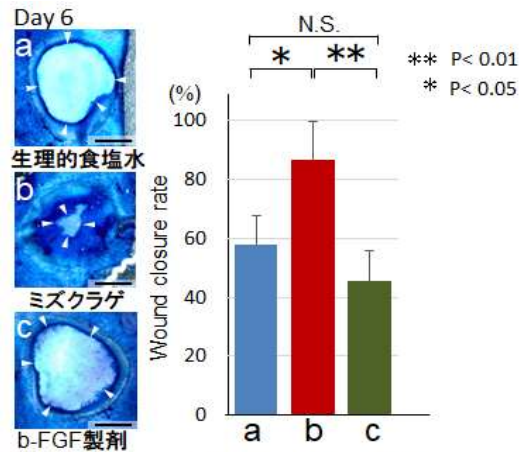 Day 6
a
生理的食塩水
b
ミズクラゲ
c
b-FGF製剤
N.S.
* **
** P< 0.01
* P< 0.05
(%)
Wound closure rate
100
80
60
40
20
0
a b c